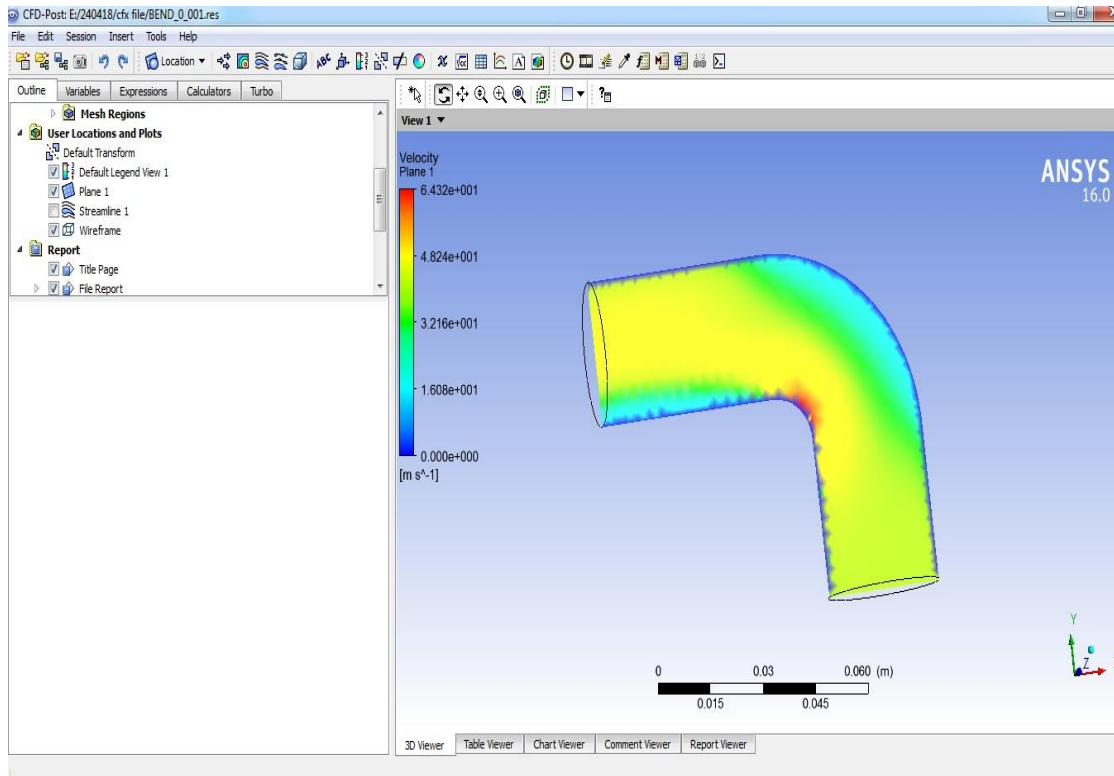 CFD-Post: E:/240418/cfx file/BEND_0_001.res
File Edit Session Insert Tools Help
Location
Outline Variables Expressions Calculators Turbo
Mesh Regions
User Locations and Plots
Default Transform
Default Legend View 1
Plane 1
Streamline 1
Wireframe
Report
Title Page
File Report
View 1
Velocity
Plane 1
6.432e+001
4.824e+001
3.216e+001
1.608e+001
0.000e+000
[m s^-1]
ANSYS
16.0
0 0.03 0.060 (m)
0.015 0.045
Y
Z
3D Viewer Table Viewer Chart Viewer Comment Viewer Report Viewer